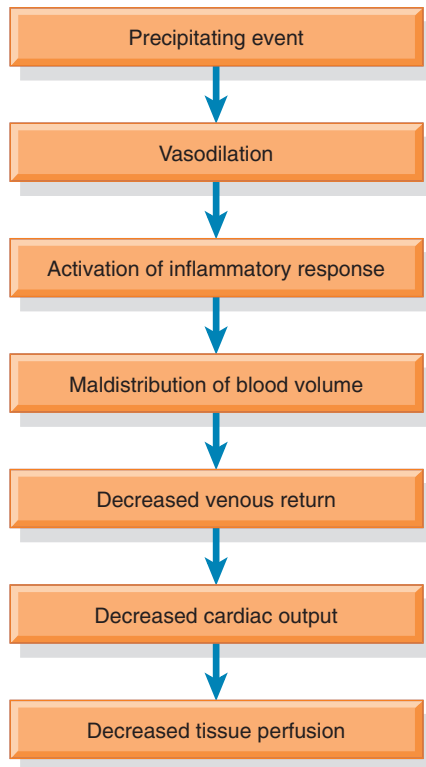 Precipitating event
Vasodilation
Activation of inflammatory response
Maldistribution of blood volume
Decreased venous return
Decreased cardiac output
Decreased tissue perfusion